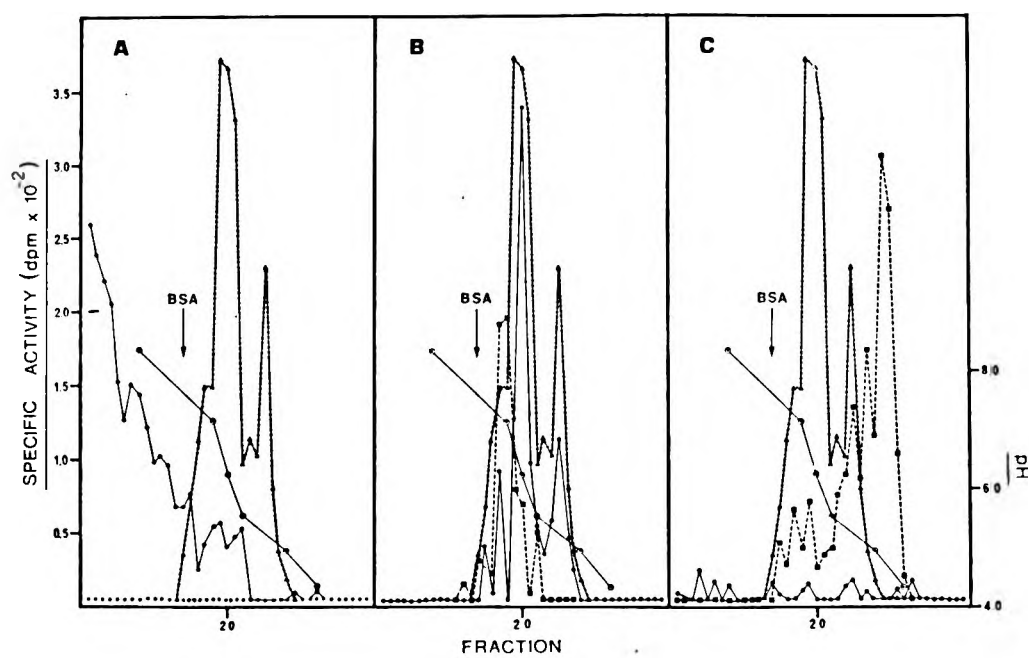 A
B
C
SPECIFIC ACTIVITY (dpm x 10⁻²)
3.5
3.0
2.5
2.0
1.5
1.0
0.5
BSA
BSA
BSA
8.0
6.0
4.0
pH
20
20
20
FRACTION